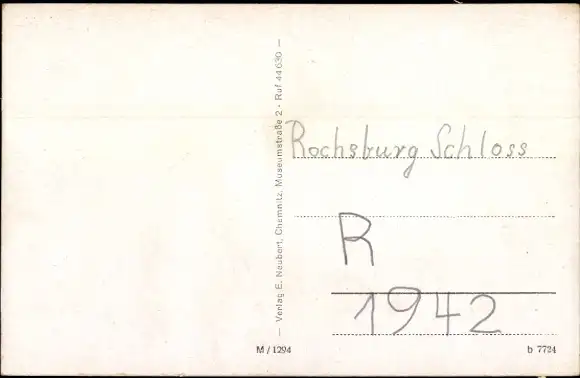 — Verlag E. Neubert, Chemnitz, Museumstraße 2 · Ruf 44630 —
Rochsburg Schloss
R
1942
M / 1294
b 7724